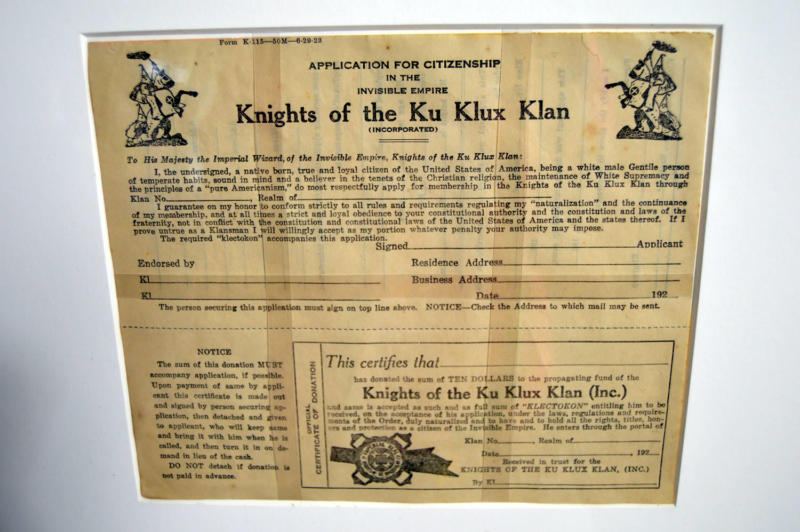 Form K-115—50M—6-29-23
APPLICATION FOR CITIZENSHIP
IN THE
INVISIBLE EMPIRE
Knights of the Ku Klux Klan
(INCORPORATED)
To His Majesty the Imperial Wizard, of the Invisible Empire, Knights of the Ku Klux Klan:
I, the undersigned, a native born, true and loyal citizen of the United States of America, being a white male Gentile person
of temperate habits, sound in mind and a believer in the tenets of the Christian religion, the maintenance of White Supremacy and
the principles of a "pure Americanism," do most respectfully apply for membership in the Knights of the Ku Klux Klan through
Klan No. Realm of
I guarantee on my honor to conform strictly to all rules and requirements regulating my "naturalization" and the continuance
of my membership, and at all times a strict and loyal obedience to your constitutional authority and the constitution and laws of the
fraternity, not in conflict with the constitution and constitutional laws of the United States of America and the states thereof. If I
prove untrue as a Klansman I will willingly accept as my portion whatever penalty your authority may impose.
The required "klectokon" accompanies this application.
Signed Applicant
Endorsed by Residence Address
Kl Business Address
Kl Date 192
The person securing this application must sign on top line above. NOTICE—Check the Address to which mail may be sent.
NOTICE
The sum of this donation MUST
accompany application, if possible.
Upon payment of same by appli-
cant this certificate is made out
and signed by person securing ap-
plication, then detached and given
to applicant, who will keep same
and bring it with him when he is
called, and then turn it in on de-
mand in lieu of the cash.
DO NOT detach if donation is
not paid in advance.
OFFICIAL
CERTIFICATE OF DONATION
This certifies that
has donated the sum of TEN DOLLARS to the propagating fund of the
Knights of the Ku Klux Klan (Inc.)
and same is accepted as such and as full sum of "KLECTOKON" entitling him to be
received, on the acceptance of his application, under the laws, regulations and require-
ments of the Order, duly naturalized and to have and to hold all the rights, titles, hon-
ors and protection as a citizen of the Invisible Empire. He enters through the portal of
Klan No. Realm of
Date , 192
Received in trust for the
KNIGHTS OF THE KU KLUX KLAN, (INC.)
By Kl